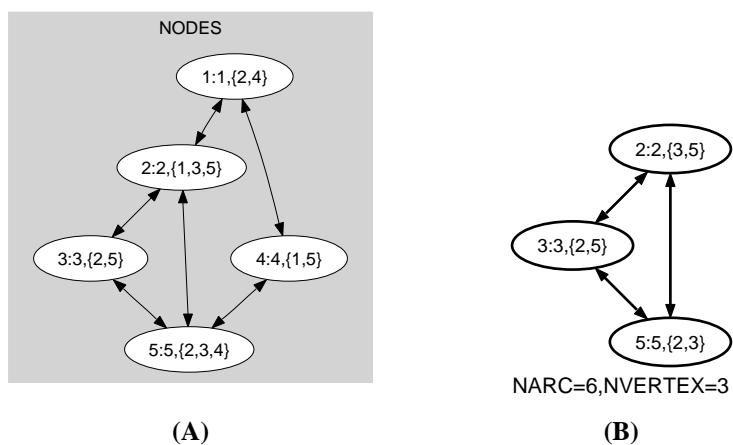 NODES
1:1,{2,4}
2:2,{1,3,5}
3:3,{2,5}
4:4,{1,5}
5:5,{2,3,4}
(A)
2:2,{3,5}
3:3,{2,5}
5:5,{2,3}
NARC=6,NVERTEX=3
(B)